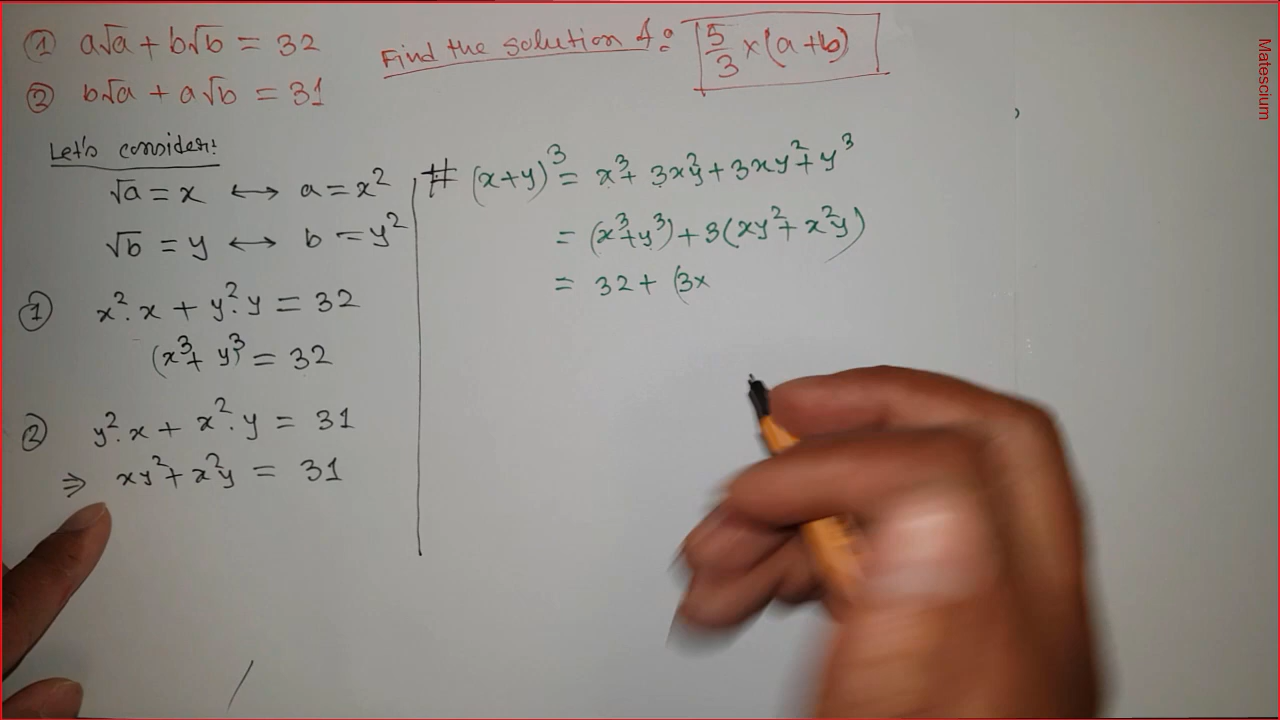 ① a√a + b√b = 32
② b√a + a√b = 31
Find the solution of: 5/3 × (a + b)
Let's consider:
√a = x ⟷ a = x²
√b = y ⟷ b = y²
① x².x + y².y = 32
(x³ + y³) = 32
② y².x + x².y = 31
⇒ xy² + x²y = 31
# (x+y)³ = x³ + 3x²y + 3xy² + y³
= (x³+y³) + 3(xy² + x²y)
= 32 + (3×
Matescium